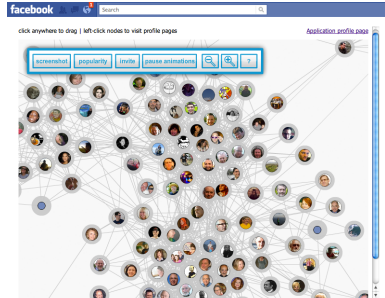 facebook 1 Search
click anywhere to drag | left-click nodes to visit profile pages Application profile page
screenshot popularity invite pause animations ?